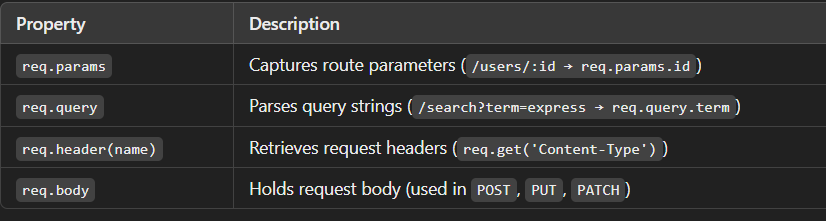 Property Description
req.params Captures route parameters ( /users/:id → req.params.id )
req.query Parses query strings ( /search?term=express → req.query.term )
req.header(name) Retrieves request headers ( req.get('Content-Type') )
req.body Holds request body (used in POST , PUT , PATCH )